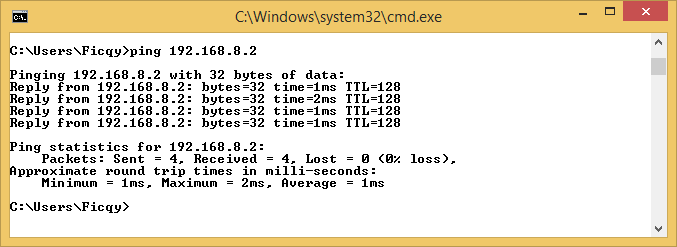 C:\Windows\system32\cmd.exe
C:\Users\Ficqy>ping 192.168.8.2
Pinging 192.168.8.2 with 32 bytes of data:
Reply from 192.168.8.2: bytes=32 time=1ms TTL=128
Reply from 192.168.8.2: bytes=32 time=2ms TTL=128
Reply from 192.168.8.2: bytes=32 time=1ms TTL=128
Reply from 192.168.8.2: bytes=32 time=1ms TTL=128
Ping statistics for 192.168.8.2:
    Packets: Sent = 4, Received = 4, Lost = 0 (0% loss),
Approximate round trip times in milli-seconds:
    Minimum = 1ms, Maximum = 2ms, Average = 1ms
C:\Users\Ficqy>